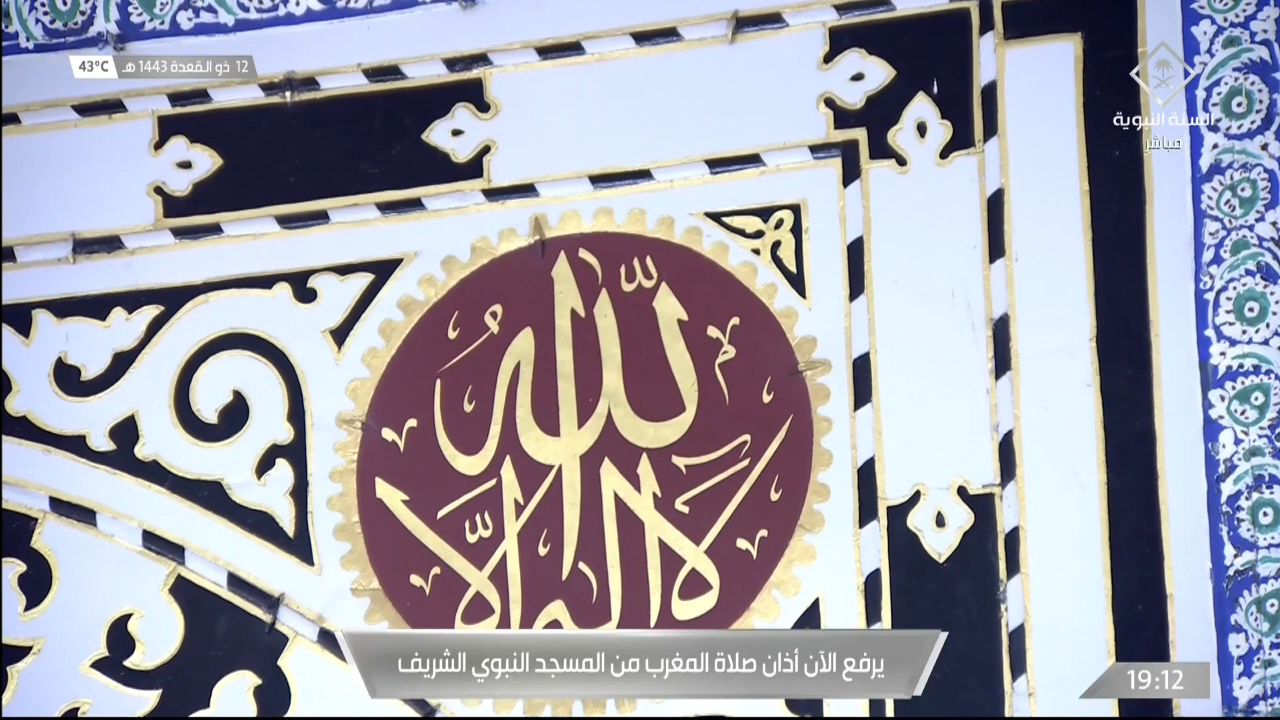 43°C 12 ذو القعدة 1443 هـ
السنة النبوية
مباشر
لا إله إلا الله
يرفع الآن أذان صلاة المغرب من المسجد النبوي الشريف
19:12